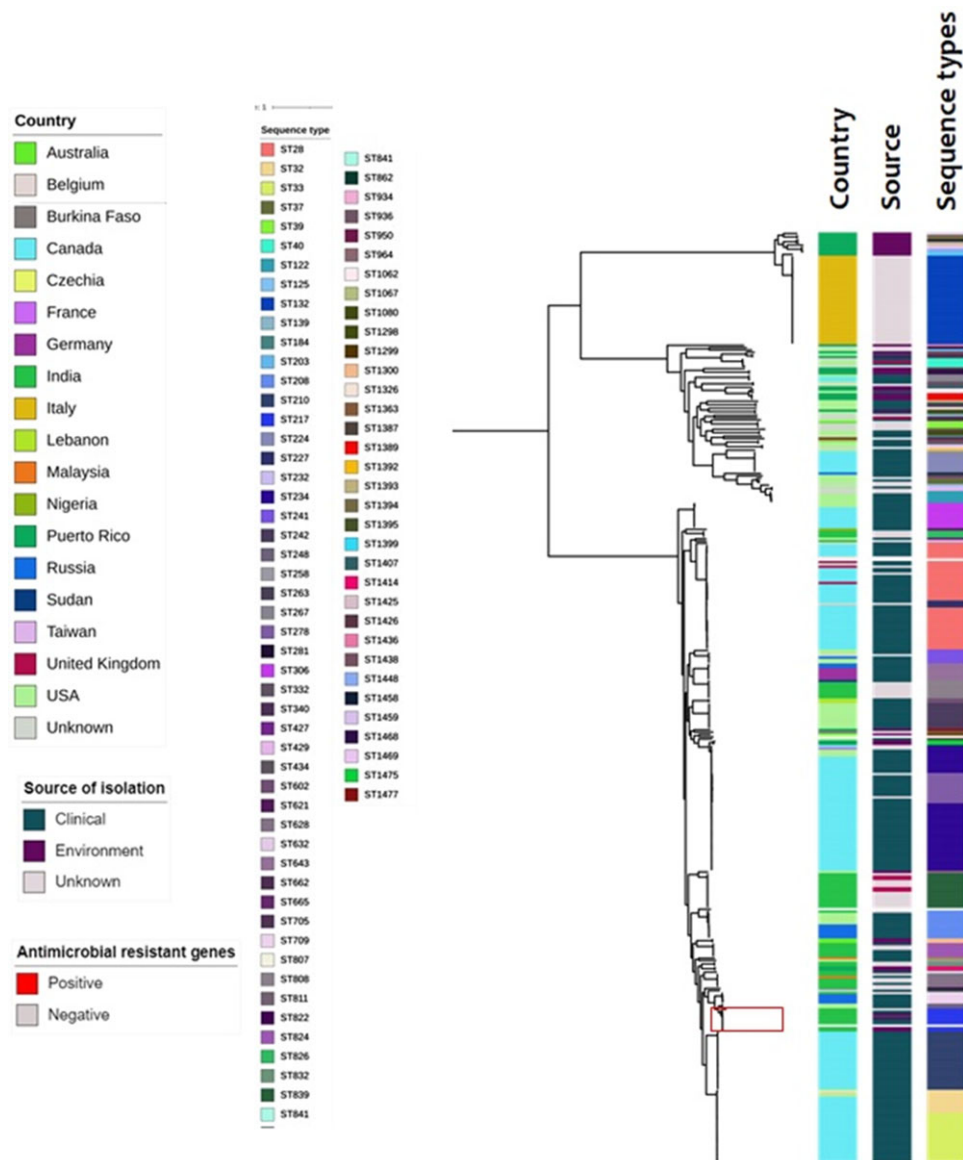 Country
Source
Sequence types
Country
Australia
Belgium
Burkina Faso
Canada
Czechia
France
Germany
India
Italy
Lebanon
Malaysia
Nigeria
Puerto Rico
Russia
Sudan
Taiwan
United Kingdom
USA
Unknown
Source of isolation
Clinical
Environment
Unknown
Antimicrobial resistant genes
Positive
Negative
Sequence type
ST28
ST32
ST33
ST37
ST39
ST40
ST122
ST125
ST132
ST139
ST184
ST203
ST208
ST210
ST217
ST224
ST227
ST232
ST234
ST241
ST242
ST248
ST258
ST263
ST267
ST278
ST281
ST306
ST332
ST340
ST427
ST429
ST434
ST602
ST621
ST628
ST632
ST643
ST662
ST665
ST705
ST709
ST807
ST808
ST811
ST822
ST824
ST826
ST832
ST839
ST841
ST841
ST862
ST934
ST936
ST950
ST964
ST1062
ST1067
ST1080
ST1298
ST1299
ST1300
ST1326
ST1363
ST1387
ST1389
ST1392
ST1393
ST1394
ST1395
ST1399
ST1407
ST1414
ST1425
ST1426
ST1436
ST1438
ST1448
ST1458
ST1459
ST1468
ST1469
ST1475
ST1477